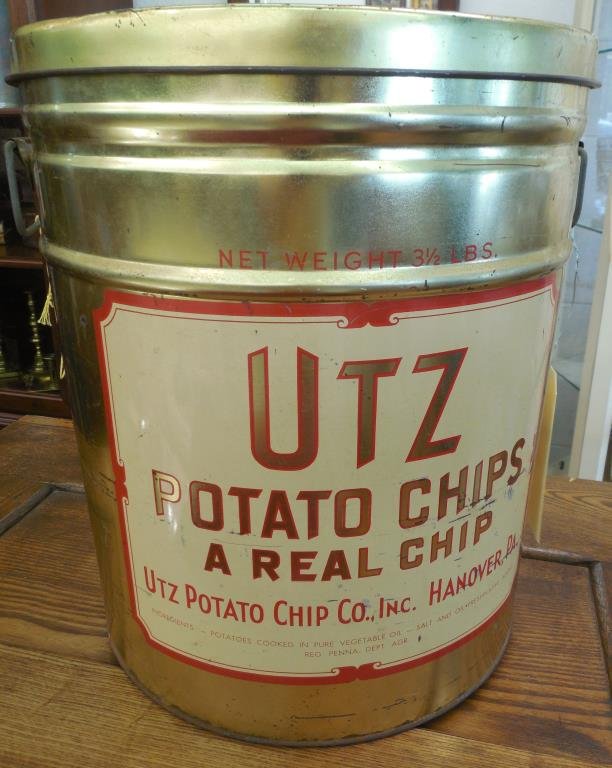 NET WEIGHT 3½ LBS.
UTZ
POTATO CHIPS
A REAL CHIP
UTZ POTATO CHIP CO., INC. HANOVER, PA.
INGREDIENTS – POTATOES COOKED IN PURE VEGETABLE OIL – SALT AND
REG. PENNA. DEPT. AGR.